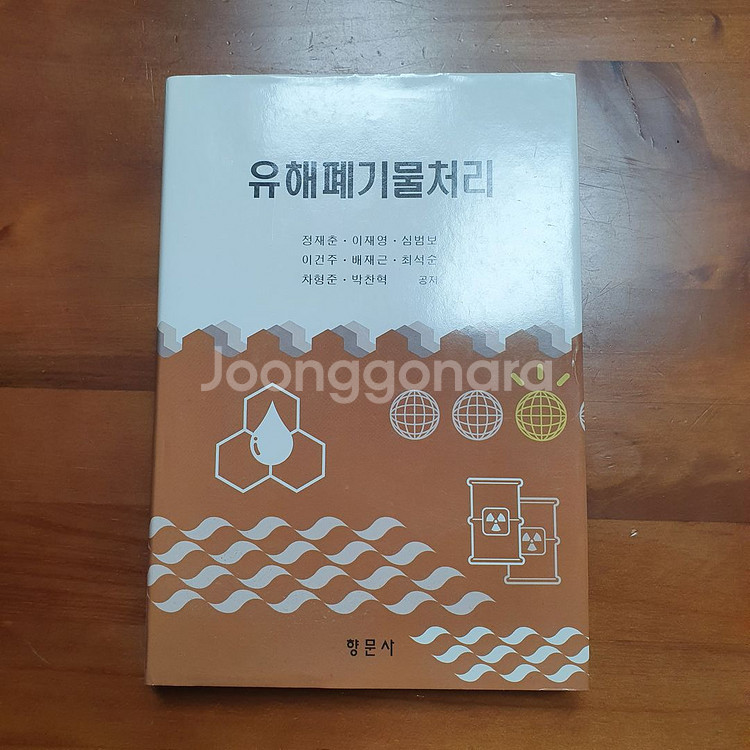 유해폐기물처리
정재춘 · 이재영 · 심범보
이건주 · 배재근 · 최석순
차형준 · 박찬혁 공저
Joonggonara
향문사